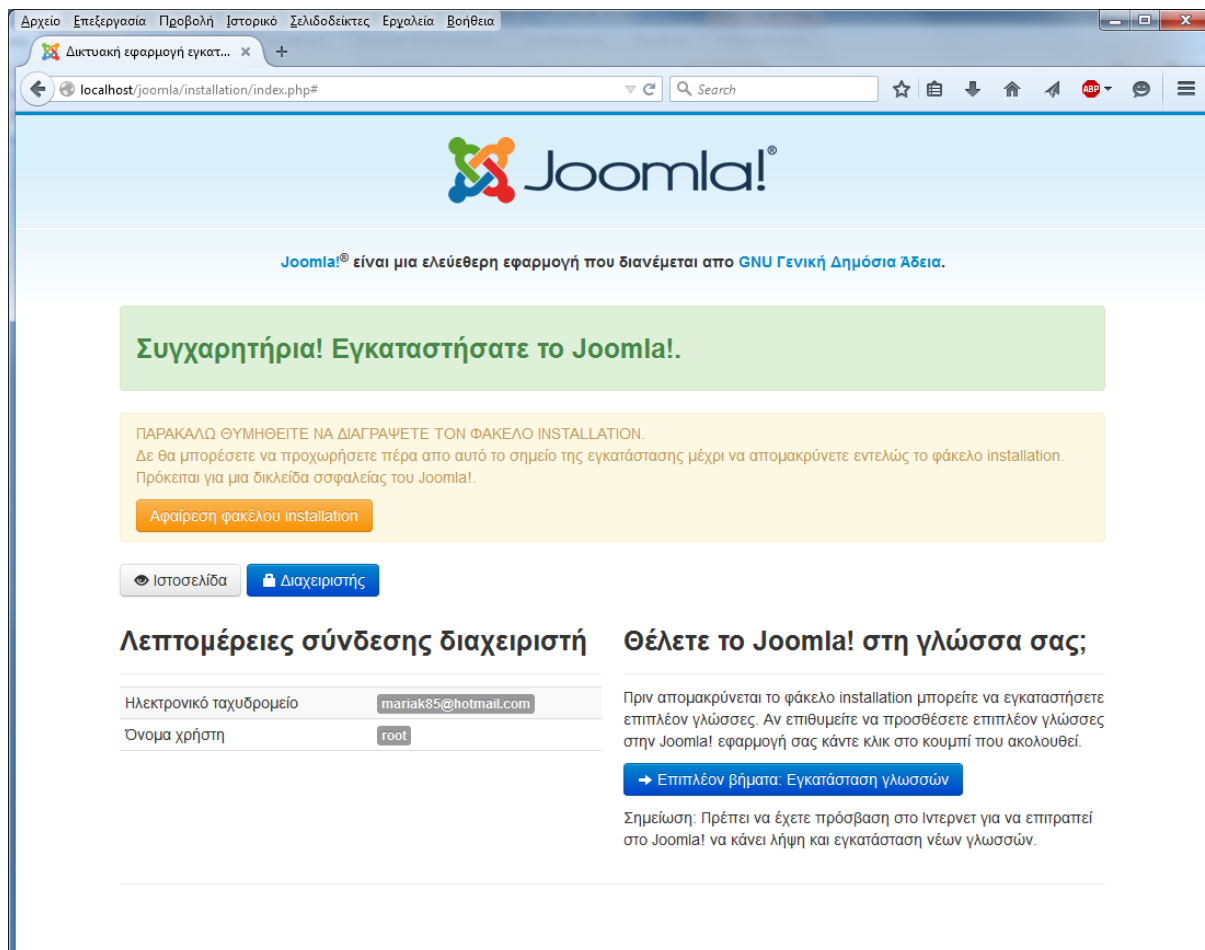 Αρχείο Επεξεργασία Προβολή Ιστορικό Σελιδοδείκτες Εργαλεία Βοήθεια
Δικτυακή εφαρμογή εγκατ...
localhost/joomla/installation/index.php#
Search
ABP
Joomla!®
Joomla!® είναι μια ελεύεθερη εφαρμογή που διανέμεται απο GNU Γενική Δημόσια Άδεια.
Συγχαρητήρια! Εγκαταστήσατε το Joomla!.
ΠΑΡΑΚΑΛΩ ΘΥΜΗΘΕΙΤΕ ΝΑ ΔΙΑΓΡΑΨΕΤΕ ΤΟΝ ΦΑΚΕΛΟ INSTALLATION.
Δε θα μπορέσετε να προχωρήσετε πέρα απο αυτό το σημείο της εγκατάστασης μέχρι να απομακρύνετε εντελώς το φάκελο installation.
Πρόκειται για μια δικλείδα σσφαλείας του Joomla!.
Αφαίρεση φακέλου installation
Ιστοσελίδα
Διαχειριστής
Λεπτομέρειες σύνδεσης διαχειριστή
Ηλεκτρονικό ταχυδρομείο mariak85@hotmail.com
Όνομα χρήστη root
Θέλετε το Joomla! στη γλώσσα σας;
Πριν απομακρύνεται το φάκελο installation μπορείτε να εγκαταστήσετε
επιπλέον γλώσσες. Αν επιθυμείτε να προσθέσετε επιπλέον γλώσσες
στην Joomla! εφαρμογή σας κάντε κλικ στο κουμπί που ακολουθεί.
Επιπλέον βήματα: Εγκατάσταση γλωσσών
Σημείωση: Πρέπει να έχετε πρόσβαση στο Ιντερνετ για να επιτραπεί
στο Joomla! να κάνει λήψη και εγκατάσταση νέων γλωσσών.